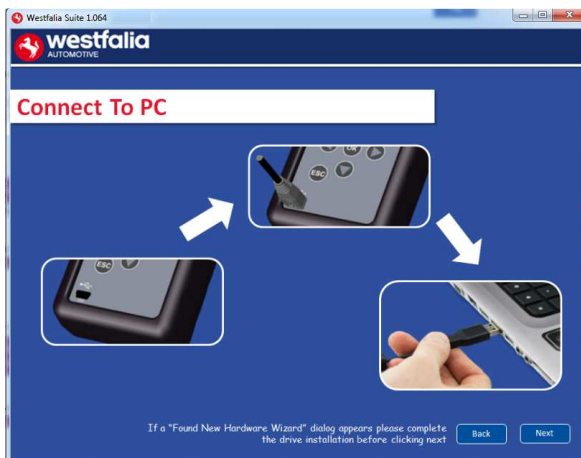 Westfalia Suite 1.064
westfalia
AUTOMOTIVE
Connect To PC
OK
ESC
ESC
If a "Found New Hardware Wizard" dialog appears please complete
the drive installation before clicking next
Back
Next